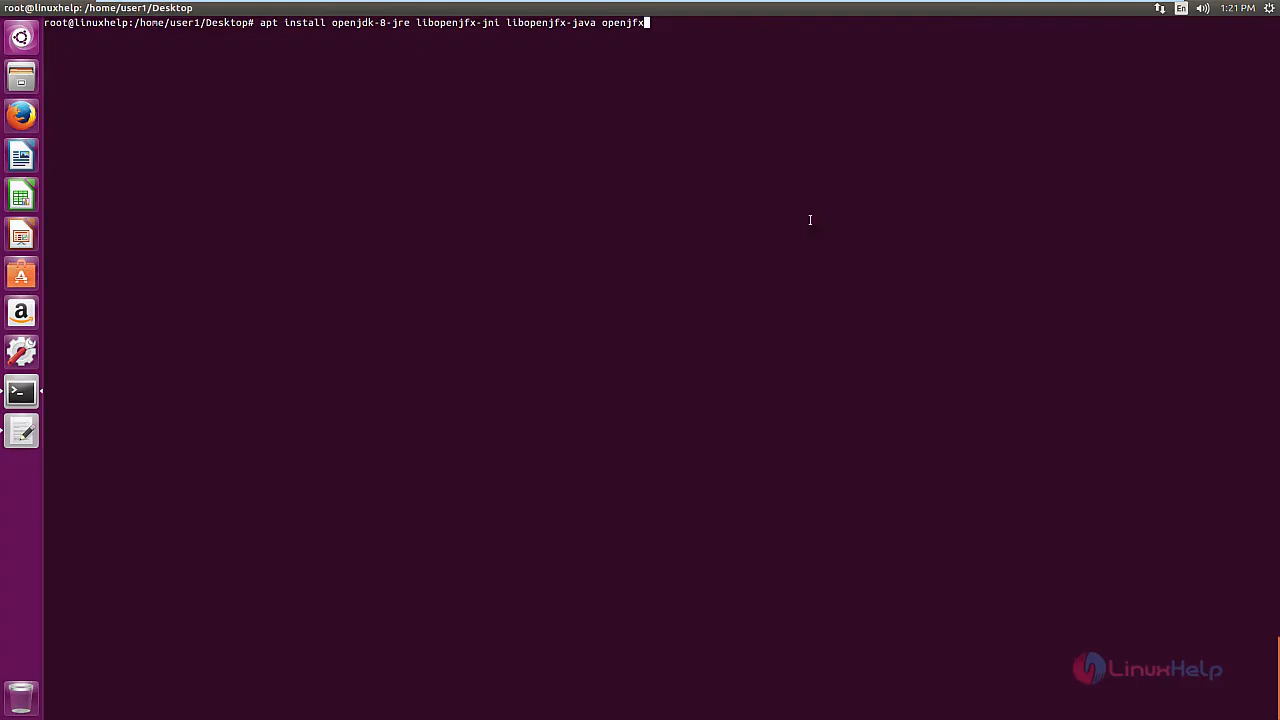 root@linuxhelp: /home/user1/Desktop
En
1:21 PM
root@linuxhelp:/home/user1/Desktop# apt install openjdk-8-jre libopenjfx-jni libopenjfx-java openjfx
LinuxHelp